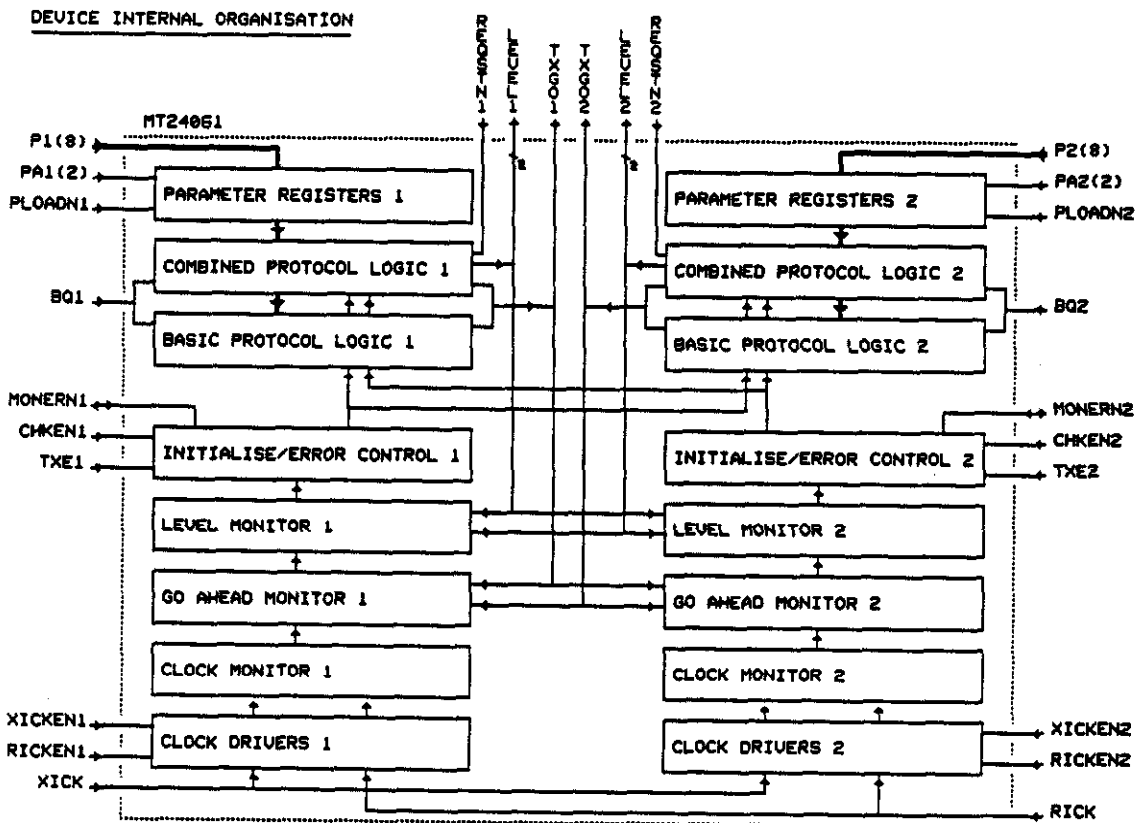 DEVICE INTERNAL ORGANISATION
REQSTN1
LEVEL1
TXGO1
TXGO2
LEVEL2
REQSTN2
MT24061
P1(8)
P2(8)
2
2
PA1(2)
PARAMETER REGISTERS 1
PARAMETER REGISTERS 2
PA2(2)
PLOADN1
PLOADN2
COMBINED PROTOCOL LOGIC 1
COMBINED PROTOCOL LOGIC 2
BQ1
BQ2
BASIC PROTOCOL LOGIC 1
BASIC PROTOCOL LOGIC 2
MONERN1
MONERN2
CHKEN1
CHKEN2
INITIALISE/ERROR CONTROL 1
INITIALISE/ERROR CONTROL 2
TXE1
TXE2
LEVEL MONITOR 1
LEVEL MONITOR 2
GO AHEAD MONITOR 1
GO AHEAD MONITOR 2
CLOCK MONITOR 1
CLOCK MONITOR 2
XICKEN1
XICKEN2
CLOCK DRIVERS 1
CLOCK DRIVERS 2
RICKEN1
RICKEN2
XICK
RICK